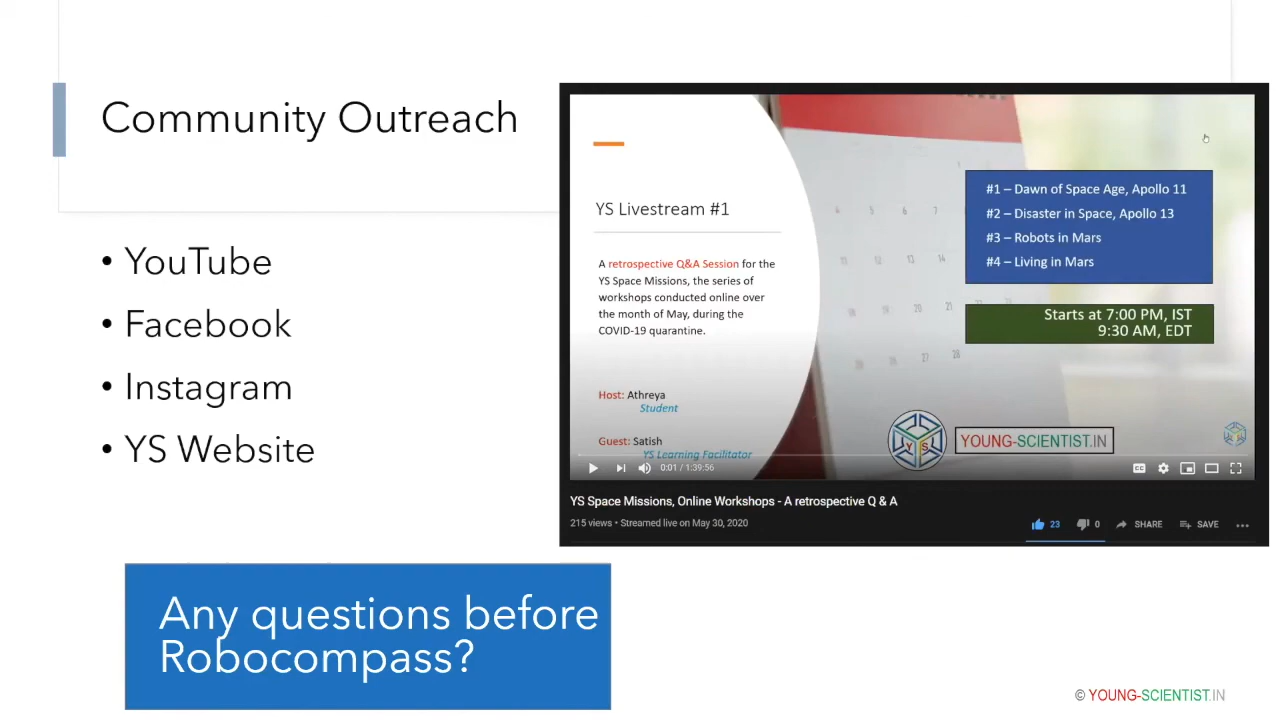 Community Outreach
• YouTube
• Facebook
• Instagram
• YS Website
Any questions before
Robocompass?
YS Livestream #1
A retrospective Q&A Session for the
YS Space Missions, the series of
workshops conducted online over
the month of May, during the
COVID-19 quarantine.
Host: Athreya
Student
Guest: Satish
YS Learning Facilitator
#1 – Dawn of Space Age, Apollo 11
#2 – Disaster in Space, Apollo 13
#3 – Robots in Mars
#4 – Living in Mars
Starts at 7:00 PM, IST
9:30 AM, EDT
YOUNG-SCIENTIST.IN
0:01 / 1:39:56
YS Space Missions, Online Workshops - A retrospective Q & A
215 views • Streamed live on May 30, 2020
23 0 SHARE SAVE
© YOUNG-SCIENTIST.IN